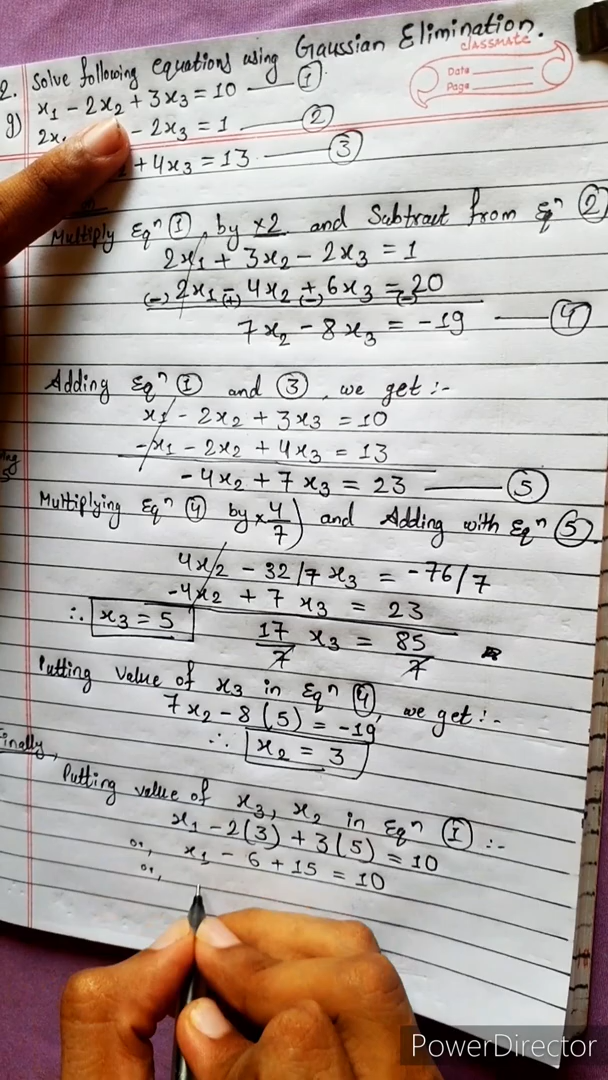 2. Solve following equations using Gaussian Elimination.
classmate
Date
Page
g) x₁ - 2x₂ + 3x₃ = 10 — ①
2x - 2x₃ = 1 — ②
+ 4x₃ = 13 — ③
Multiply Eqⁿ ①, by ×2 and Subtract from Eqⁿ ②
2x₁ + 3x₂ - 2x₃ = 1
(-) 2x₁ - (+) 4x₂ + (-) 6x₃ = (-) 20
7x₂ - 8x₃ = -19 — ④
Adding Eqⁿ ① and ③, we get :-
x₁ - 2x₂ + 3x₃ = 10
-x₁ - 2x₂ + 4x₃ = 13
-4x₂ + 7x₃ = 23 — ⑤
Multiplying Eqⁿ ④ by ×4/7) and Adding with Eqⁿ ⑤
4x₂ - 32/7 x₃ = -76/7
-4x₂ + 7 x₃ = 23
∴ x₃ = 5 17/7 x₃ = 85/7
Putting value of x₃ in Eqⁿ ④, we get :-
7x₂ - 8(5) = -19
∴ x₂ = 3
Finally,
Putting value of x₃, x₂ in Eqⁿ ① :-
x₁ - 2(3) + 3(5) = 10
or, x₁ - 6 + 15 = 10
or,
PowerDirector